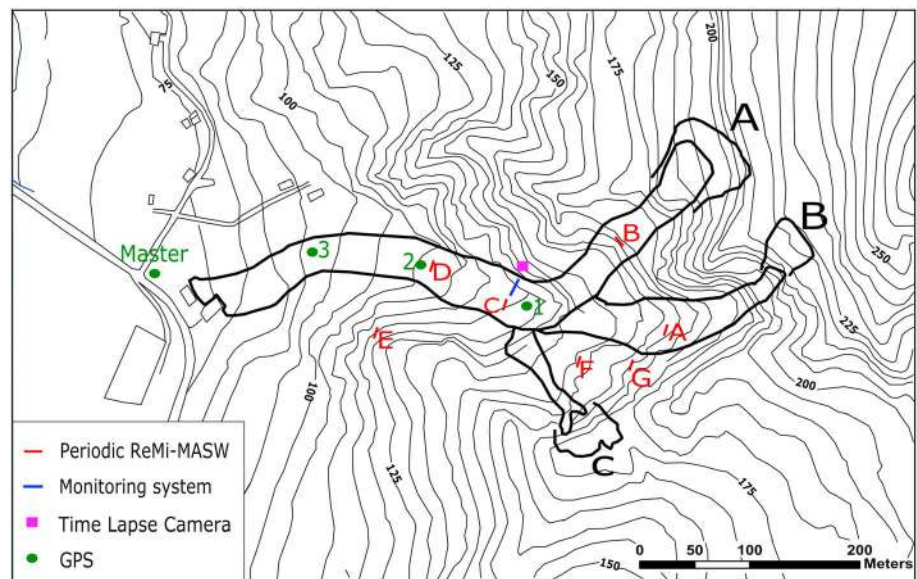 200
125
175
150
A
75
100
B
B
Master
3
2
D
250
C
1
A
225
E
F
G
200
100
C
125
175
150
Periodic ReMi-MASW
Monitoring system
Time Lapse Camera
GPS
0 50 100 200
Meters